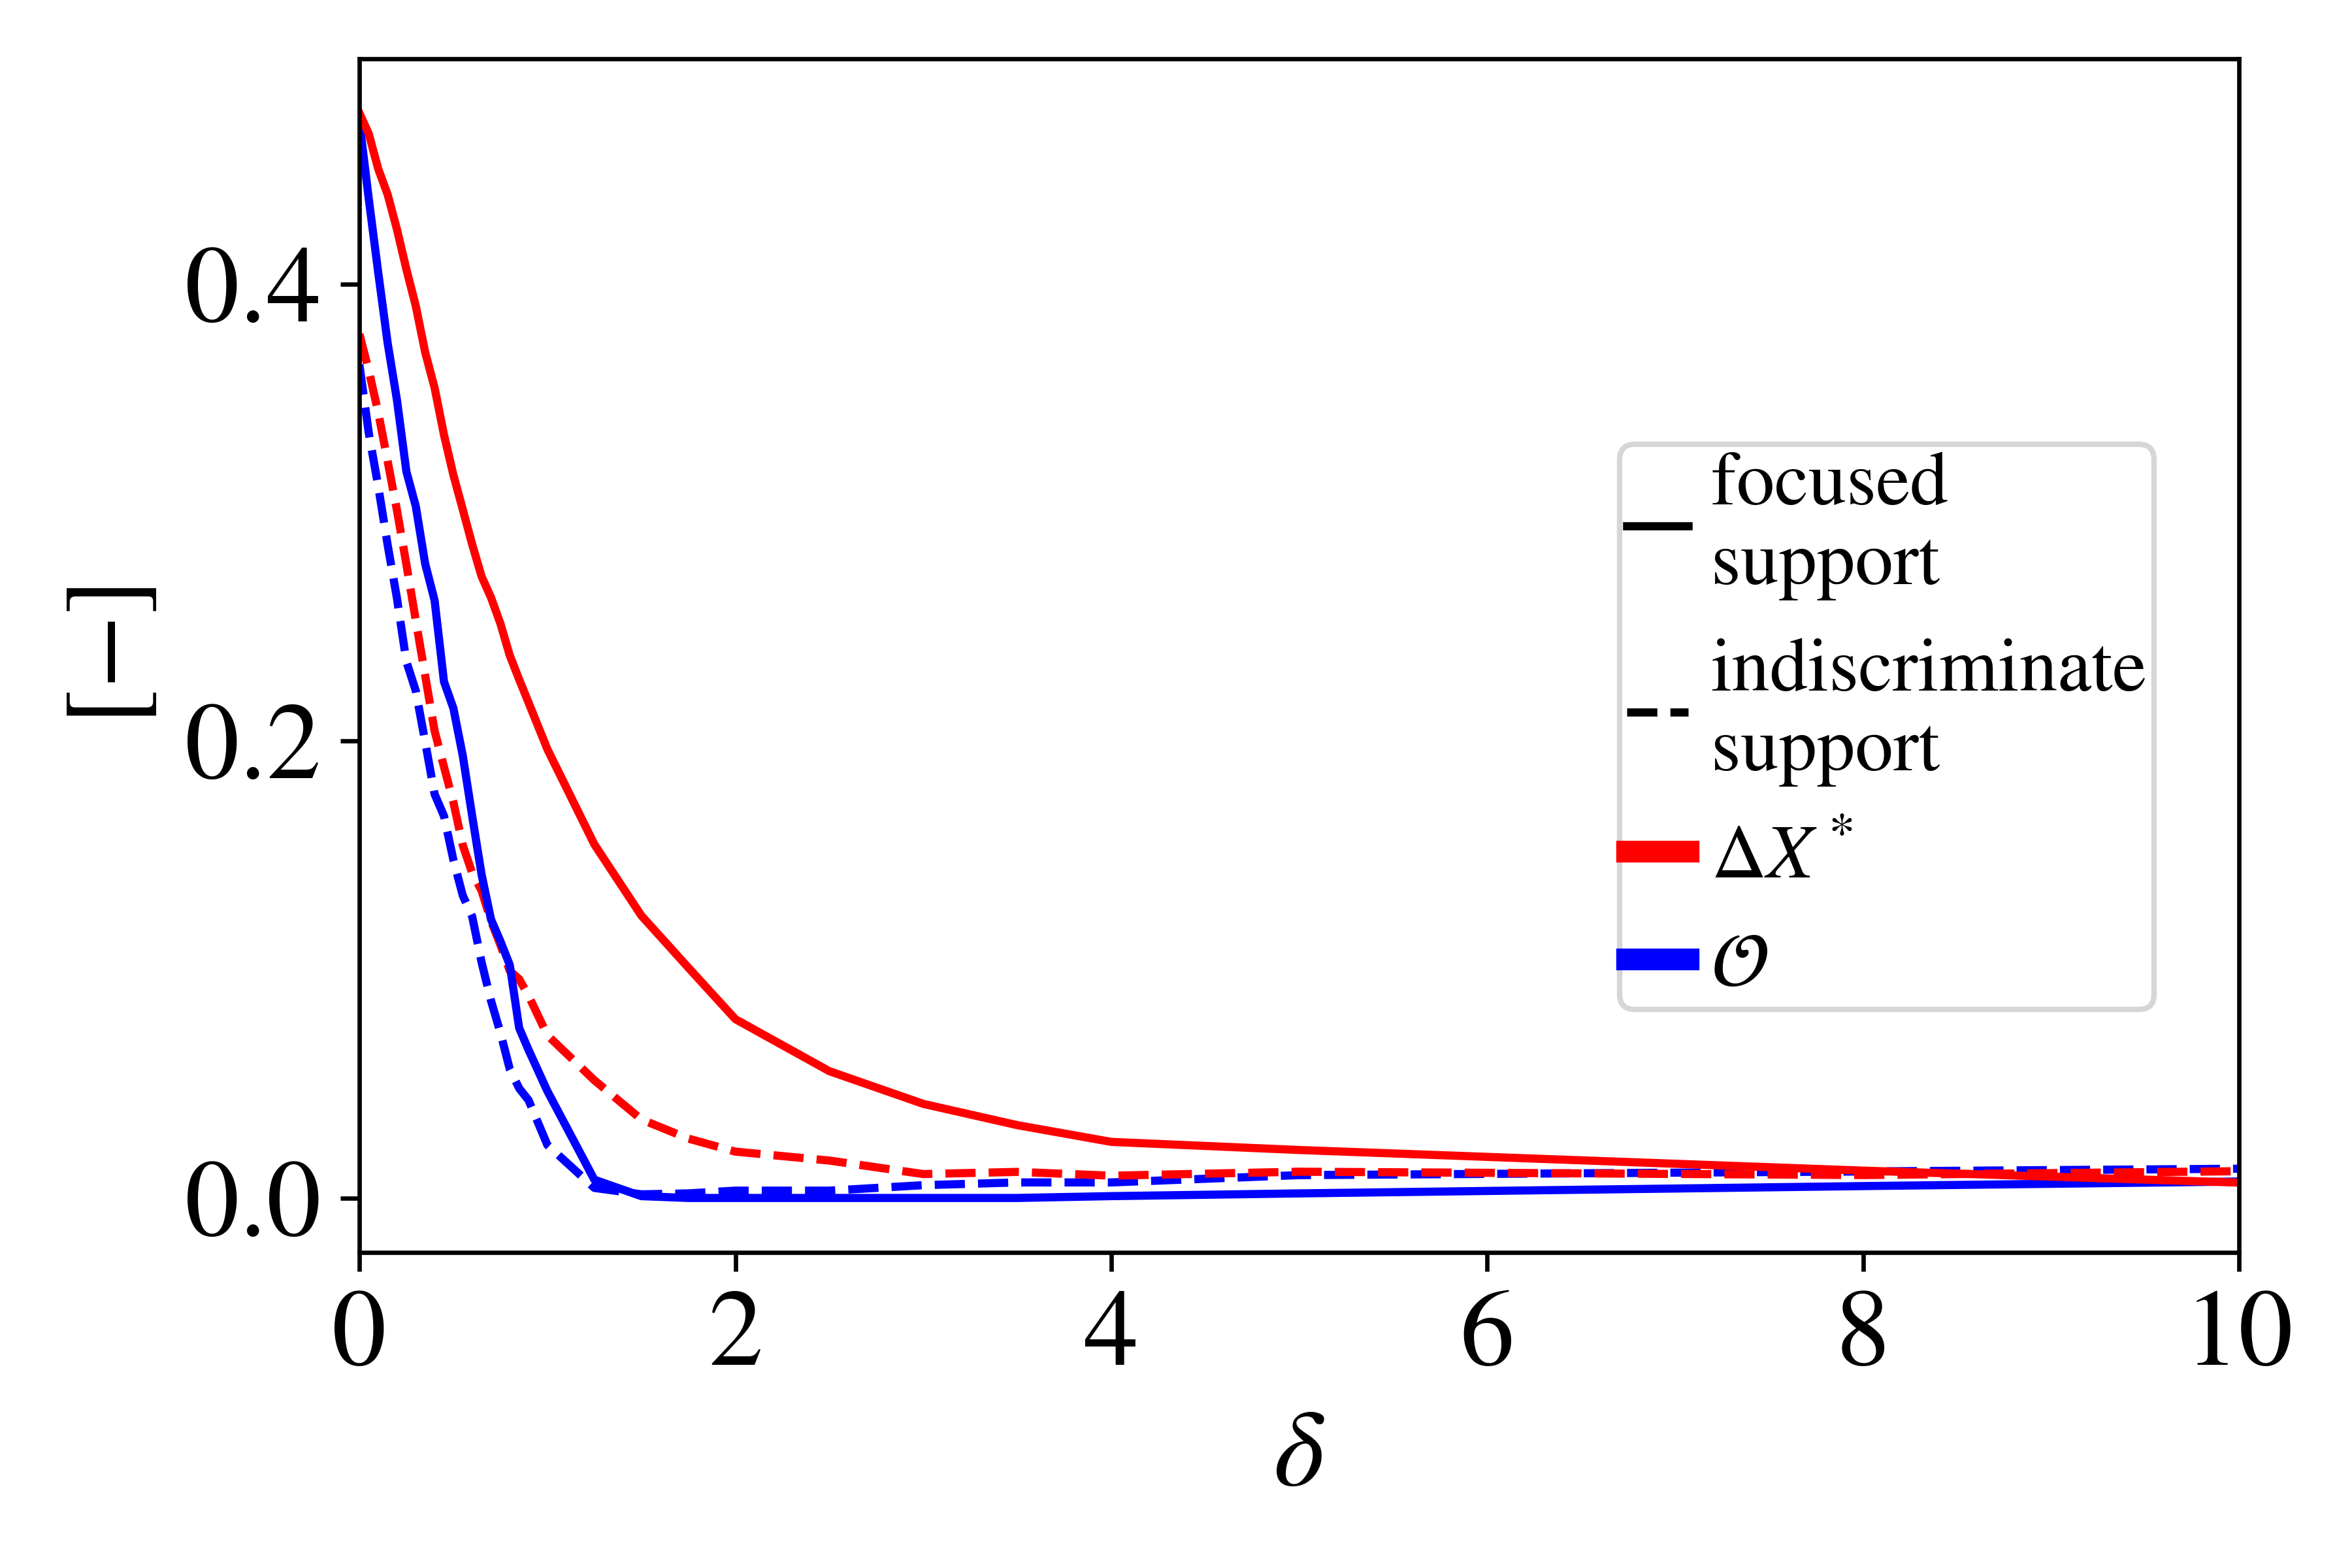 [−]
0.4
0.2
0.0
0 2 4 6 8 10
δ
focused
support
indiscriminate
support
ΔX*
𝒪